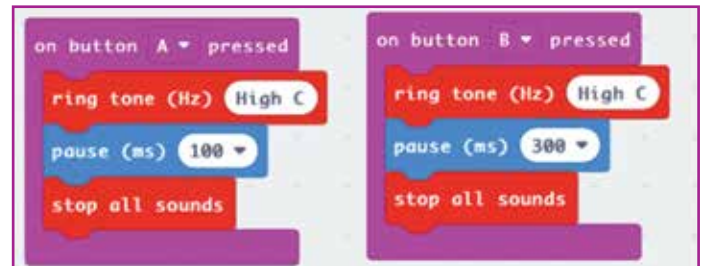 on button A pressed
ring tone (Hz) High C
pause (ms) 100
stop all sounds
on button B pressed
ring tone (Hz) High C
pause (ms) 300
stop all sounds